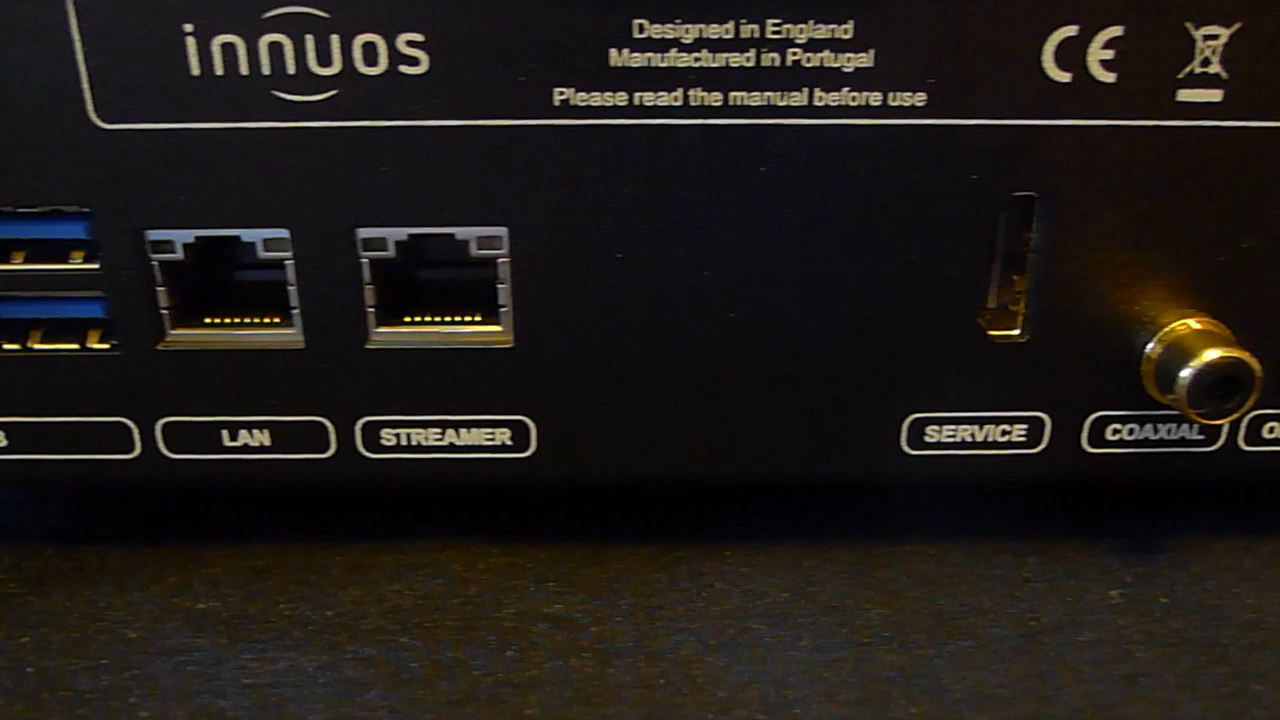 innuos
Designed in England
Manufactured in Portugal
Please read the manual before use
CE
LAN
STREAMER
SERVICE
COAXIAL